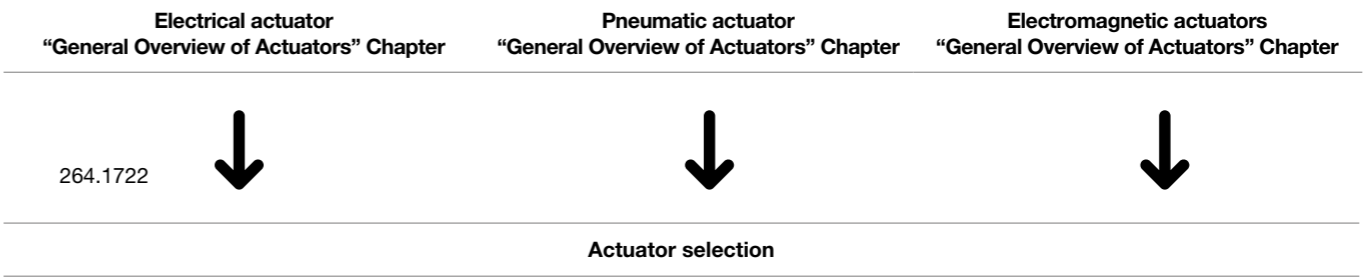 Electrical actuator
“General Overview of Actuators” Chapter
Pneumatic actuator
“General Overview of Actuators” Chapter
Electromagnetic actuators
“General Overview of Actuators” Chapter
264.1722
Actuator selection